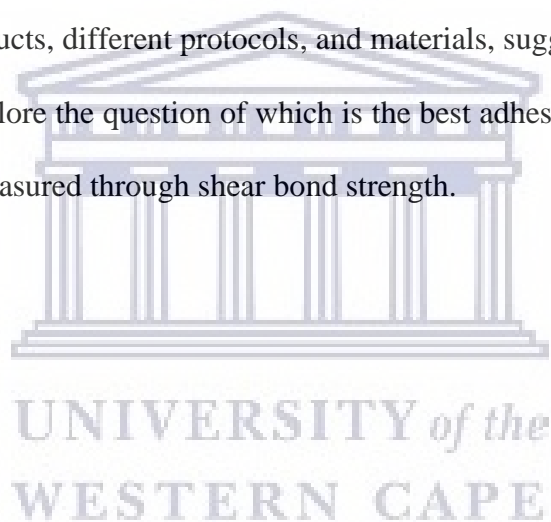 ucts, different protocols, and materials, sugg
lore the question of which is the best adhes
asured through shear bond strength.
UNIVERSITY of the
WESTERN CAPE